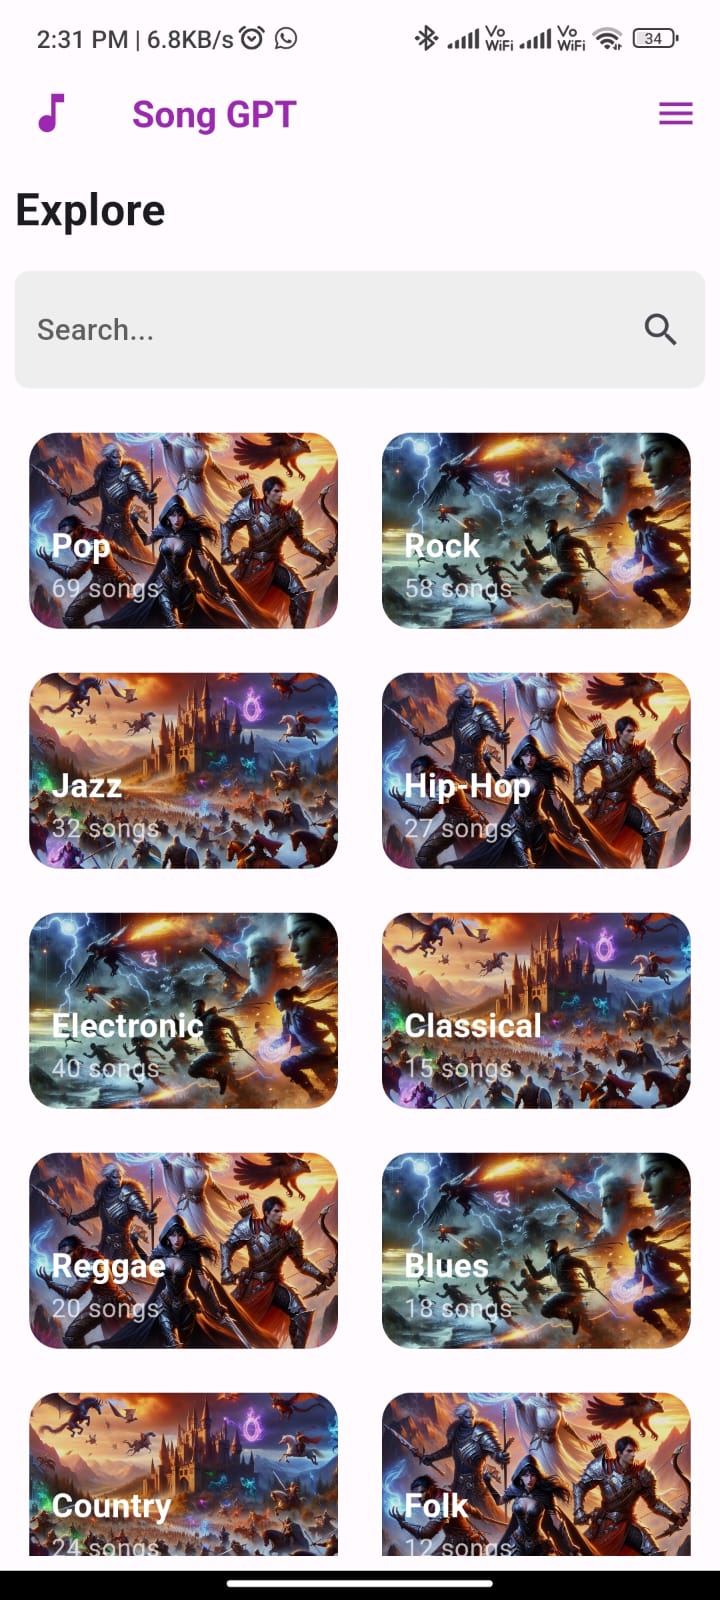 2:31 PM | 6.8KB/s
Vo WiFi Vo WiFi 34
Song GPT
Explore
Search...
Pop
69 songs
Rock
58 songs
Jazz
32 songs
Hip-Hop
27 songs
Electronic
40 songs
Classical
15 songs
Reggae
20 songs
Blues
18 songs
Country
24 songs
Folk
12 songs